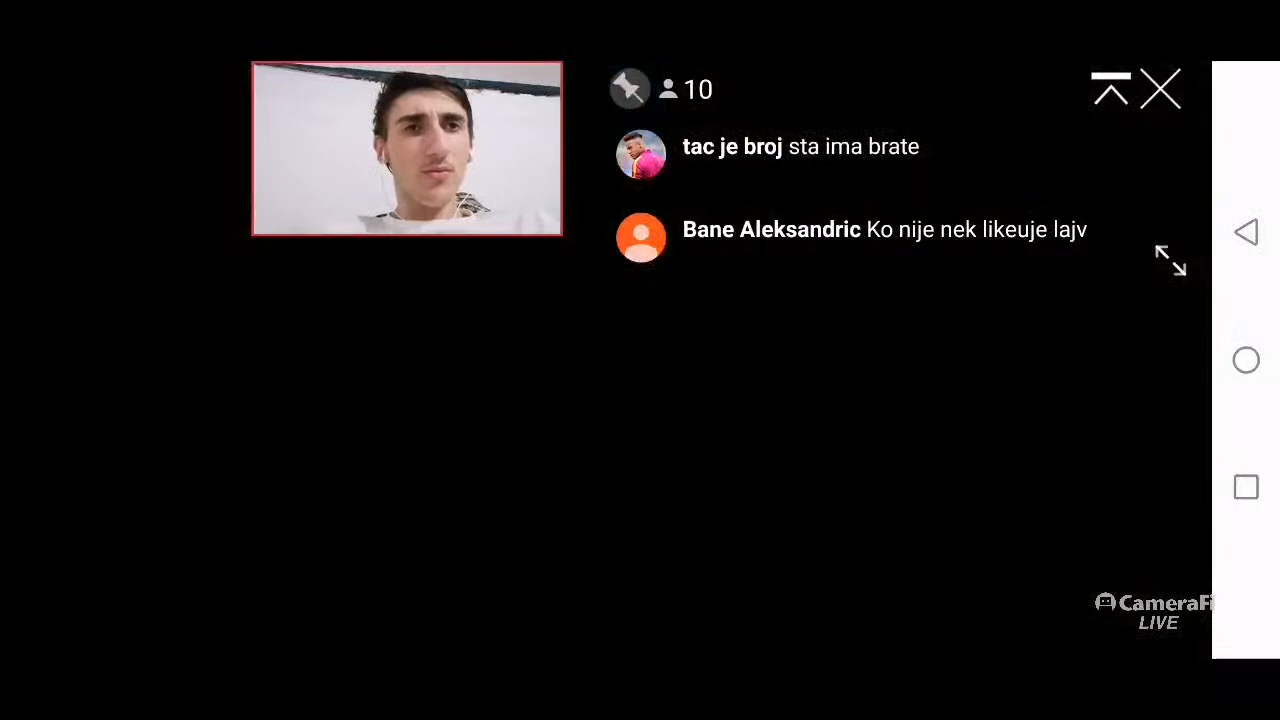 10
tac je broj sta ima brate
Bane Aleksandric Ko nije nek likeuje lajv
CameraFi
LIVE